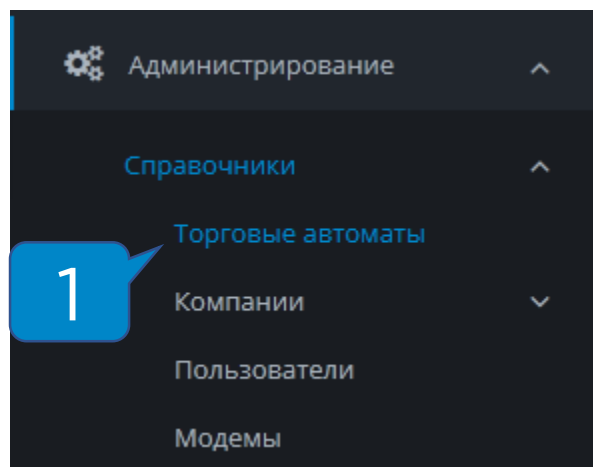 Администрирование
Справочники
Торговые автоматы
1
Компании
Пользователи
Модемы